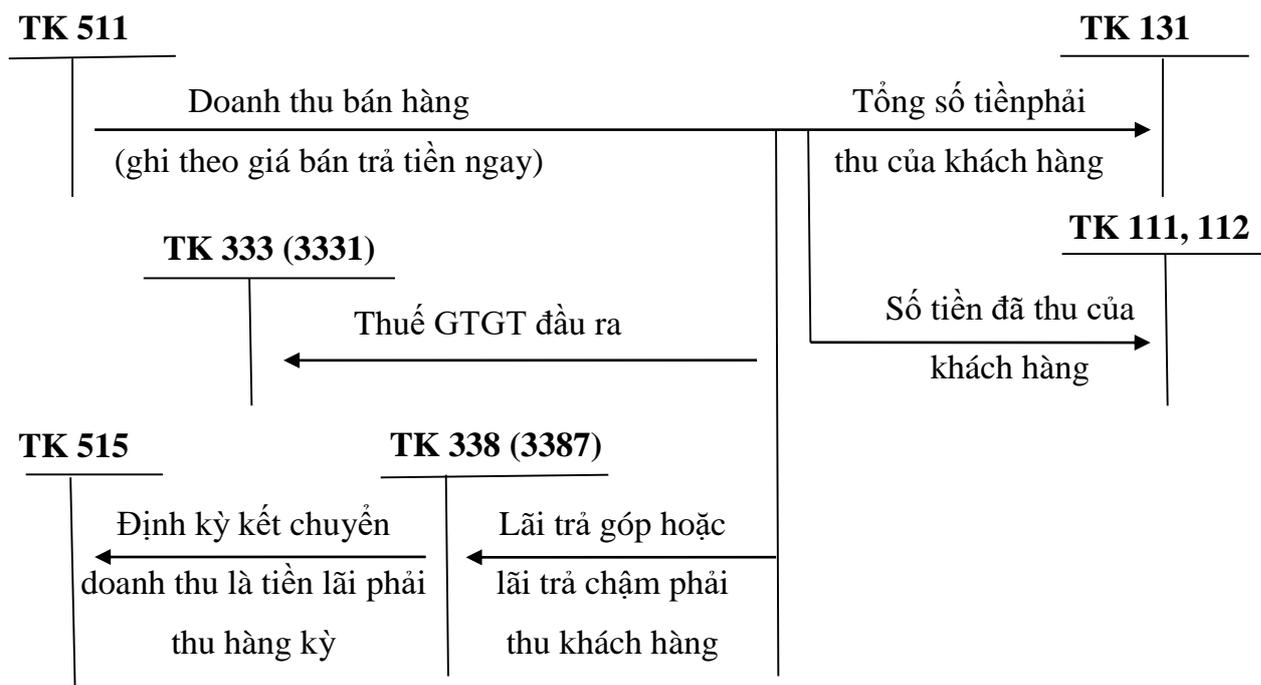 TK 511
TK 131
Doanh thu bán hàng
(ghi theo giá bán trả tiền ngay)
Tổng số tiềnphải
thu của khách hàng
TK 111, 112
TK 333 (3331)
Thuế GTGT đầu ra
Số tiền đã thu của
khách hàng
TK 515
TK 338 (3387)
Định kỳ kết chuyển
doanh thu là tiền lãi phải
thu hàng kỳ
Lãi trả góp hoặc
lãi trả chậm phải
thu khách hàng